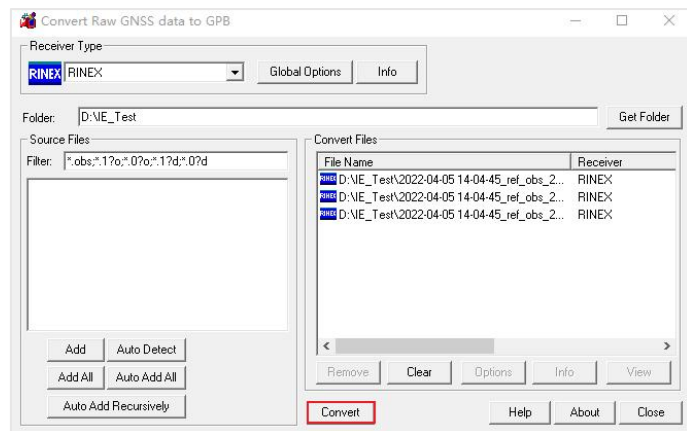 Convert Raw GNSS data to GPB
Receiver Type
RINEX RINEX
Global Options
Info
Folder: D:\IE_Test
Get Folder
Source Files
Filter: *.obs;*.1?o;*.0?o;*.1?d;*.0?d
Convert Files
File Name Receiver
RINEX D:\IE_Test\2022-04-05 14-04-45_ref_obs_2... RINEX
RINEX D:\IE_Test\2022-04-05 14-04-45_ref_obs_2... RINEX
RINEX D:\IE_Test\2022-04-05 14-04-45_ref_obs_2... RINEX
Add Auto Detect
Add All Auto Add All
Auto Add Recursively
Remove Clear Options Info View
Convert Help About Close